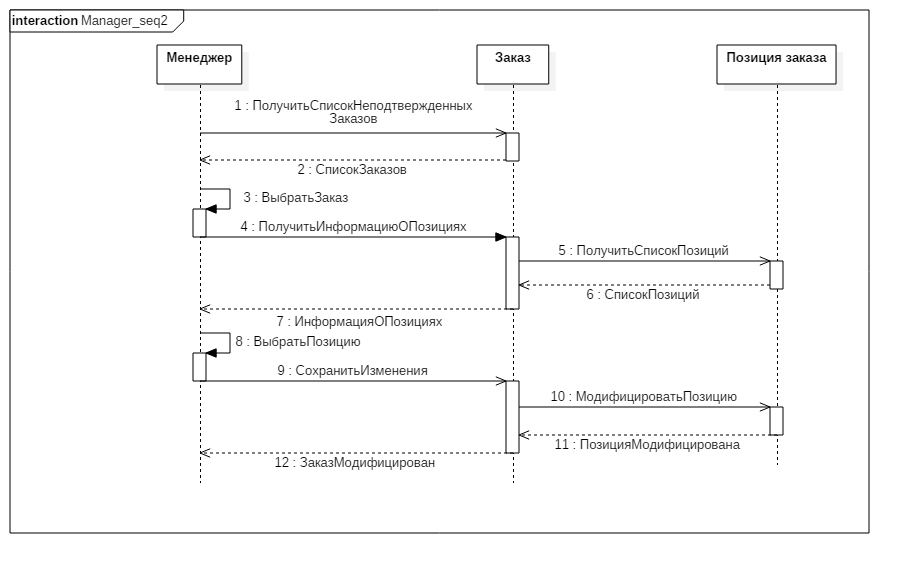 interaction Manager_seq2
Менеджер
Заказ
Позиция заказа
1 : ПолучитьСписокНеподтвержденных
Заказов
2 : СписокЗаказов
3 : ВыбратьЗаказ
4 : ПолучитьИнформациюОПозициях
5 : ПолучитьСписокПозиций
6 : СписокПозиций
7 : ИнформацияОПозициях
8 : ВыбратьПозицию
9 : СохранитьИзменения
10 : МодифицироватьПозицию
11 : ПозицияМодифицирована
12 : ЗаказМодифицирован